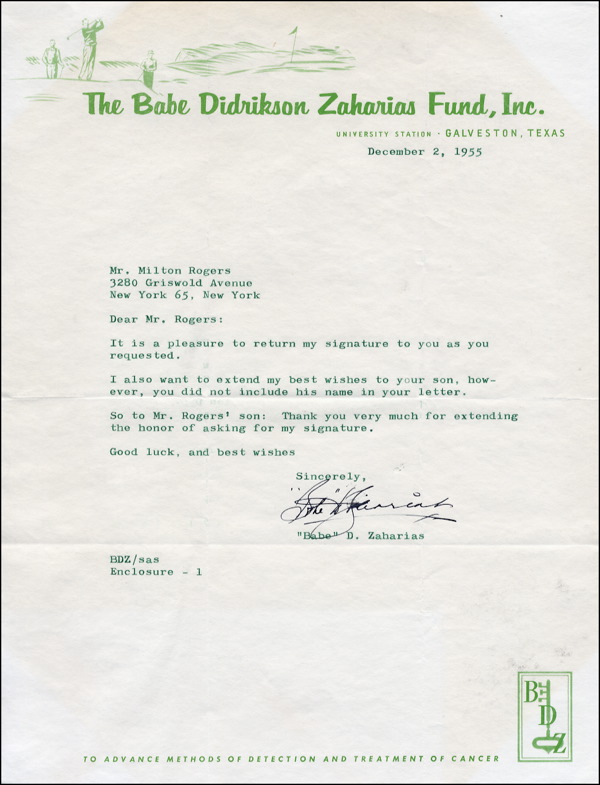 The Babe Didrikson Zaharias Fund, Inc.
UNIVERSITY STATION · GALVESTON, TEXAS
December 2, 1955
Mr. Milton Rogers
3280 Griswold Avenue
New York 65, New York
Dear Mr. Rogers:
It is a pleasure to return my signature to you as you
requested.
I also want to extend my best wishes to your son, how-
ever, you did not include his name in your letter.
So to Mr. Rogers' son: Thank you very much for extending
the honor of asking for my signature.
Good luck, and best wishes
Sincerely,
"Babe" D. Zaharias
"Babe" D. Zaharias
BDZ/sas
Enclosure - 1
BDZ
TO ADVANCE METHODS OF DETECTION AND TREATMENT OF CANCER